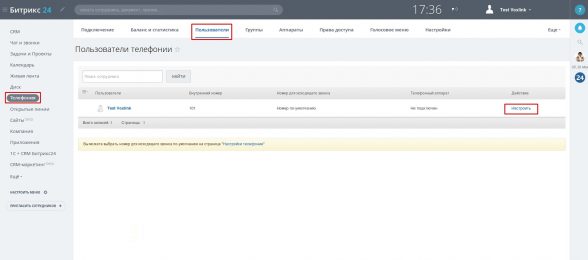 Битрикс 24
искать сотрудника, документ, прочее...
17:36
0
Test Voxlink
Подключение Баланс и статистика Пользователи Группы Аппараты Права доступа Голосовое меню Настройки Еще
Пользователи телефонии
CRM
Чат и звонки
Задачи и Проекты
Календарь
Живая лента
Диск
Телефония
Открытые линии
Сайты
Компания
Приложения
1С + CRM Битрикс24
CRM-маркетинг
Ещё
НАСТРОИТЬ МЕНЮ
ПРИГЛАСИТЬ СОТРУДНИКОВ +
Поиск сотрудника
НАЙТИ
Пользователь Внутренний номер Номер для исходящего звонка Телефонный аппарат Действия
Test Voxlink 101 Номер по умолчанию Не подключен Настроить
Всего записей: 1 Страницы: 1
Вы можете выбрать номер для исходящего звонка по умолчанию на странице "Настройки телефонии"
?
24